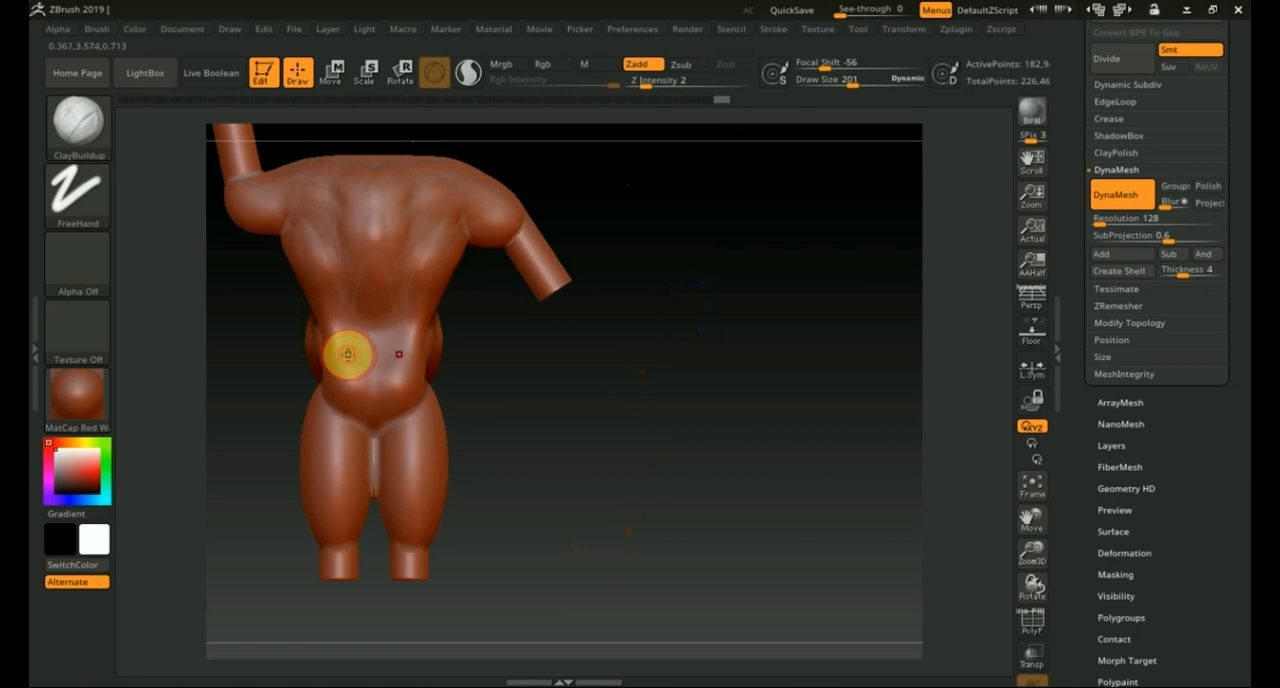 ZBrush 2019 [
AC QuickSave See-through 0 Menus DefaultZScript
Alpha Brush Color Document Draw Edit File Layer Light Macro Marker Material Movie Picker Preferences Render Stencil Stroke Texture Tool Transform Zplugin Zscript
0.367,3.574,0.713
Home Page LightBox Live Boolean Edit Draw Move Scale Rotate
Mrgb Rgb M Zadd Zsub Zcut
Rgb Intensity Z Intensity 2
S Focal Shift -56
Draw Size 201 Dynamic
D ActivePoints: 182,9
TotalPoints: 226,46
ClayBuildup
FreeHand
Alpha Off
Texture Off
MatCap Red W
Gradient
SwitchColor
Alternate
BPR
SPix 3
Scroll
Zoom
Actual
AAHalf
Persp
Floor
L.Sym
XYZ
Frame
Move
Zoom3D
Rotate
PolyF
Transp
Convert BPR To Geo
Divide Smt
Suv ReUV
Dynamic Subdiv
EdgeLoop
Crease
ShadowBox
ClayPolish
DynaMesh
DynaMesh Groups Polish
Blur Project
Resolution 128
SubProjection 0.6
Add Sub And
Create Shell Thickness 4
Tessimate
ZRemesher
Modify Topology
Position
Size
MeshIntegrity
ArrayMesh
NanoMesh
Layers
FiberMesh
Geometry HD
Preview
Surface
Deformation
Masking
Visibility
Polygroups
Contact
Morph Target
Polypaint